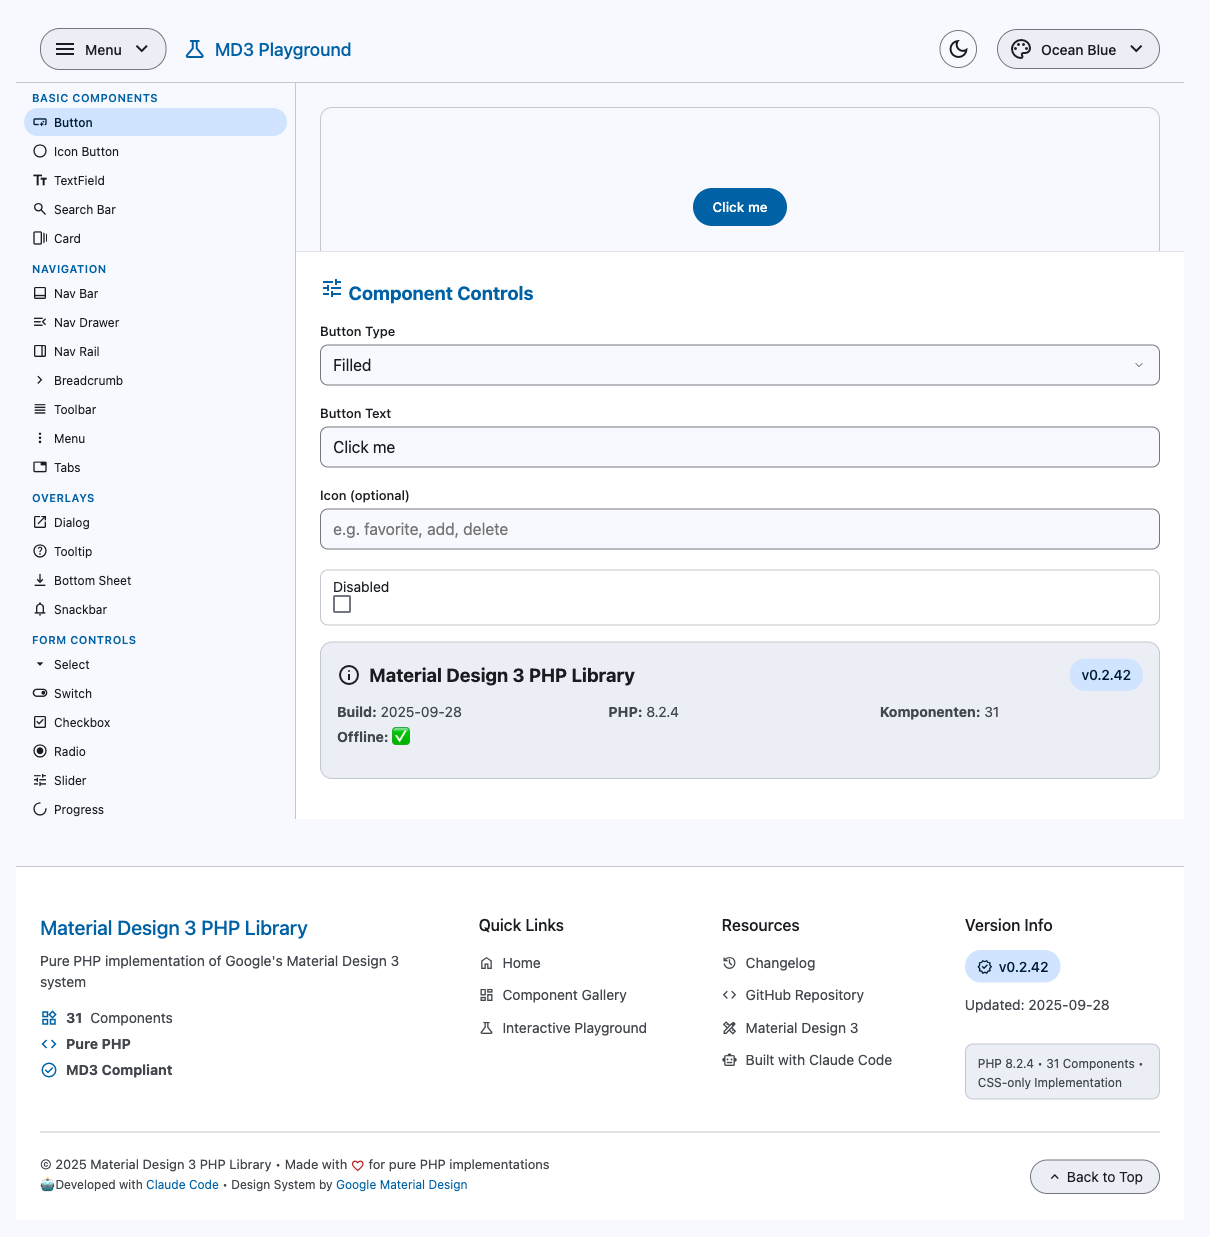 Menu
MD3 Playground
Ocean Blue
BASIC COMPONENTS
Button
Icon Button
TextField
Search Bar
Card
NAVIGATION
Nav Bar
Nav Drawer
Nav Rail
Breadcrumb
Toolbar
Menu
Tabs
OVERLAYS
Dialog
Tooltip
Bottom Sheet
Snackbar
FORM CONTROLS
Select
Switch
Checkbox
Radio
Slider
Progress
Click me
Component Controls
Button Type
Filled
Button Text
Click me
Icon (optional)
e.g. favorite, add, delete
Disabled
Material Design 3 PHP Library
v0.2.42
Build: 2025-09-28
PHP: 8.2.4
Komponenten: 31
Offline: ✅
Material Design 3 PHP Library
Pure PHP implementation of Google's Material Design 3
system
31 Components
Pure PHP
MD3 Compliant
Quick Links
Home
Component Gallery
Interactive Playground
Resources
Changelog
GitHub Repository
Material Design 3
Built with Claude Code
Version Info
v0.2.42
Updated: 2025-09-28
PHP 8.2.4 • 31 Components •
CSS-only Implementation
© 2025 Material Design 3 PHP Library • Made with ♡ for pure PHP implementations
🤖Developed with Claude Code • Design System by Google Material Design
Back to Top